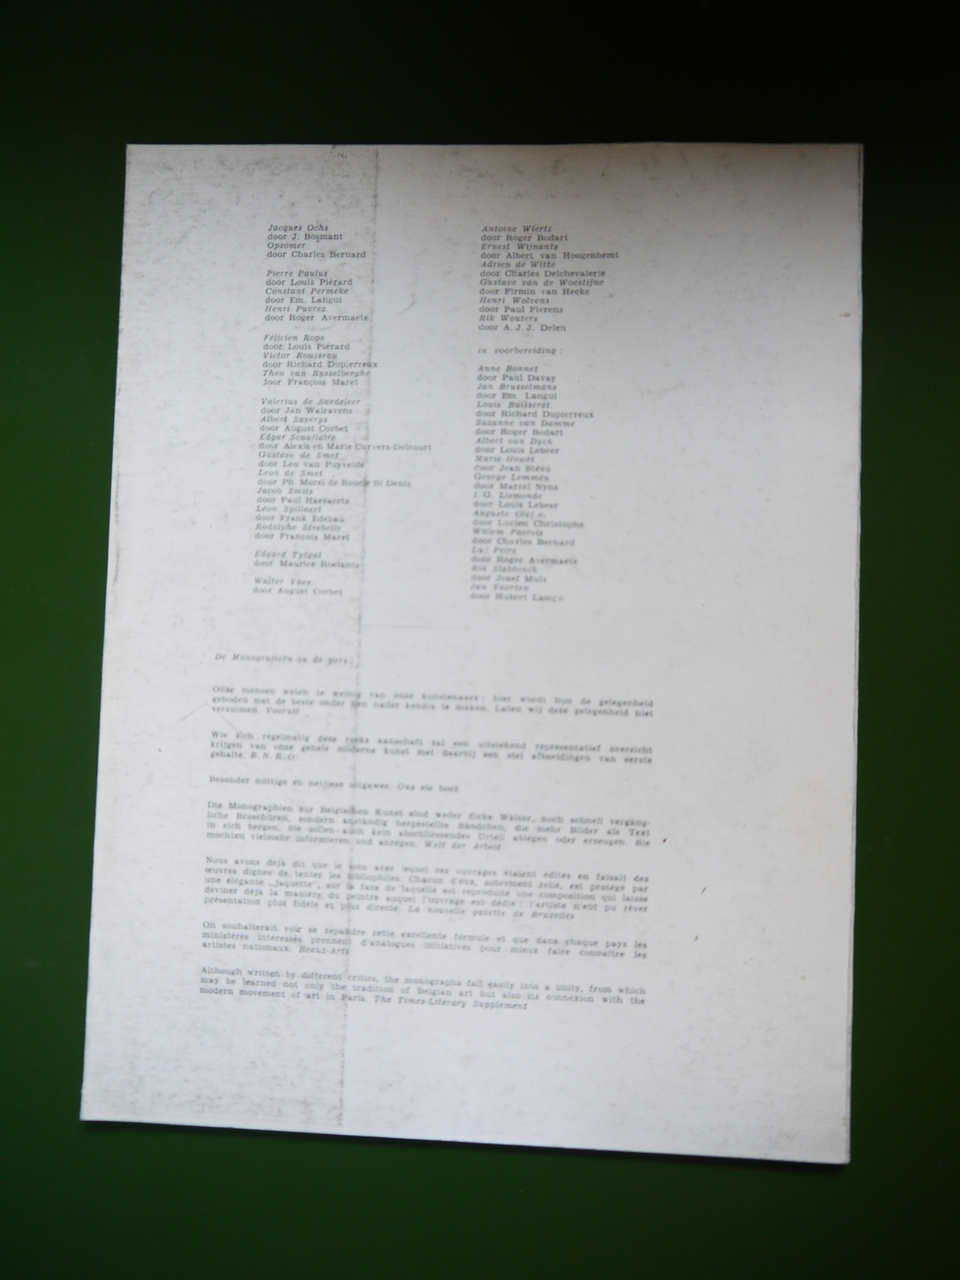 Jacques Ochs
door J. Bosmant
Opsomer
door Charles Bernard
Pierre Paulus
door Louis Piérard
Constant Permeke
door Em. Langui
Henri Puvrez
door Roger Avermaete
Félicien Rops
door Louis Piérard
Victor Rousseau
door Richard Dupierreux
Theo van Rysselberghe
door François Maret
Valerius de Saedeleer
door Jan Walravens
Albert Saverys
door August Corbet
Edgar Scauflaire
door Alexis en Marie Curvers-Delcourt
Gustave de Smet
door Leo van Puyvelde
Leon de Smet
door Ph. Morel de Boucle St Denis
Jacob Smits
door Paul Haesaerts
Léon Spilliaert
door Frank Edebau
Rodolphe Strebelle
door François Maret
Edgard Tytgat
door Maurice Roelants
Walter Vaes
door August Corbet
Antoine Wiertz
door Roger Bodart
Ernest Wijnants
door Albert van Hoogenbemt
Adrien de Witte
door Charles Delchevalerie
Gustave van de Woestijne
door Firmin van Hecke
Henri Wolvens
door Paul Fierens
Rik Wouters
door A. J. J. Delen
in voorbereiding :
Anne Bonnet
door Paul Davay
Jan Brusselmans
door Em. Langui
Louis Buisseret
door Richard Dupierreux
Suzanne van Damme
door Roger Bodart
Albert van Dyck
door Louis Lebeer
Marie Howet
door Jean Stévo
George Lemmen
door Marcel Nyns
door Louis Lebeer
Auguste
door Lucien Christophe
Willem Paerels
door Charles Bernard
Luc Peire
door Roger Avermaete
Rik Slabbinck
door Jozef Muls
Jan Vaerten
door Hubert Lampo
De Monografieën in de pers :
Onze mensen weten te weinig van onze kunstenaars : hier wordt hun de gelegenheid
geboden met de beste onder hen nader kennis te maken. Laten wij deze gelegenheid niet
verzuimen. Vooruit
Wie zich regelmatig deze reeks aanschaft zal een uitstekend representatief overzicht
krijgen van onze gehele moderne kunst met daarbij een stel afbeeldingen van eerste
gehalte. B. N. R. O.
Bezonder nuttige en netjiese uitgawes. Ons eie boek
Die Monographien zur Belgischen Kunst sind weder dicke Wälzer, noch schnell vergäng-
liche Broschüren, sondern anständig hergestellte Bändchen, die mehr Bilder als Text
in sich bergen, sie sollen auch kein abschliessendes Urteil ablegen oder erzeugen. Sie
möchten vielmehr informieren und anregen. Welt der Arbeit
Nous avons déjà dit que le soin avec lequel ces ouvrages étaient édités en faisait des
œuvres dignes de tenter les bibliophiles. Chacun d'eux, sobrement relié, est protégé par
une élégante „jaquette", sur la face de laquelle est reproduite une composition qui laisse
deviner déjà la manière du peintre auquel l'ouvrage est dédié : l'artiste n'eût pu rêver
présentation plus fidèle et plus directe. La nouvelle gazette de Bruxelles
On souhaiterait voir se répandre cette excellente formule et que dans chaque pays les
ministères intéressés prennent d'analogues initiatives pour mieux faire connaître les
artistes nationaux. Beaux-Arts
Although written by different critics, the monographs fall easily into a unity, from which
may be learned not only the tradition of Belgian art but also its connexion with the
modern movement of art in Paris. The Times Literary Supplement